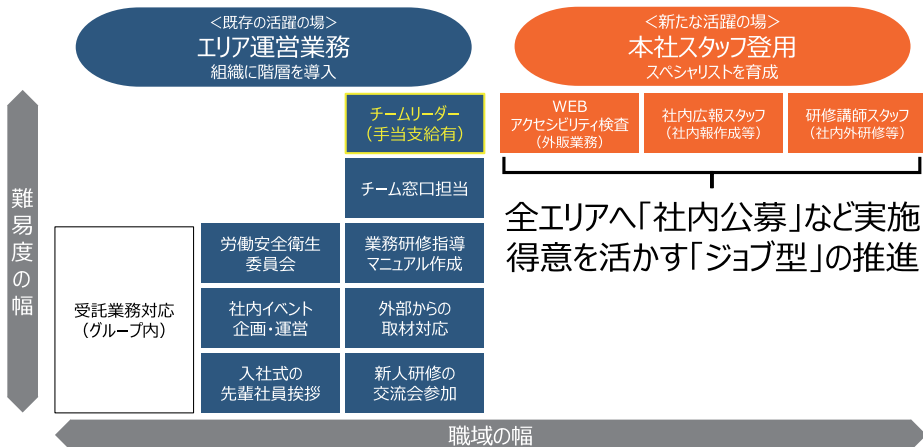 ＜既存の活躍の場＞
エリア運営業務
組織に階層を導入
＜新たな活躍の場＞
本社スタッフ登用
スペシャリストを育成
難易度の幅
チームリーダー
（手当支給有）
WEB
アクセシビリティ検査
（外販業務）
社内広報スタッフ
（社内報作成等）
研修講師スタッフ
（社内外研修等）
チーム窓口担当
全エリアへ「社内公募」など実施
得意を活かす「ジョブ型」の推進
受託業務対応
（グループ内）
労働安全衛生
委員会
業務研修指導
マニュアル作成
社内イベント
企画・運営
外部からの
取材対応
入社式の
先輩社員挨拶
新人研修の
交流会参加
職域の幅